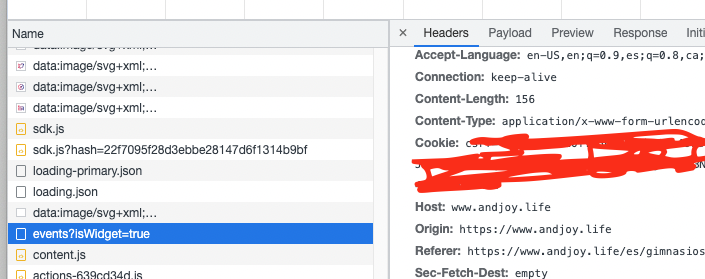 Name
data:image/svg+xml;…
data:image/svg+xml;…
data:image/svg+xml;…
data:image/svg+xml;…
sdk.js
sdk.js?hash=22f7095f28d3ebbe28147d6f1314b9bf
loading-primary.json
loading.json
data:image/svg+xml;…
events?isWidget=true
content.js
actions-639cd34d.js
× Headers Payload Preview Response Initi
Accept-Language: en-US,en;q=0.9,es;q=0.8,ca;
Connection: keep-alive
Content-Length: 156
Content-Type: application/x-www-form-urlencod
Cookie:
Host: www.andjoy.life
Origin: https://www.andjoy.life
Referer: https://www.andjoy.life/es/gimnasios
Sec-Fetch-Dest: empty